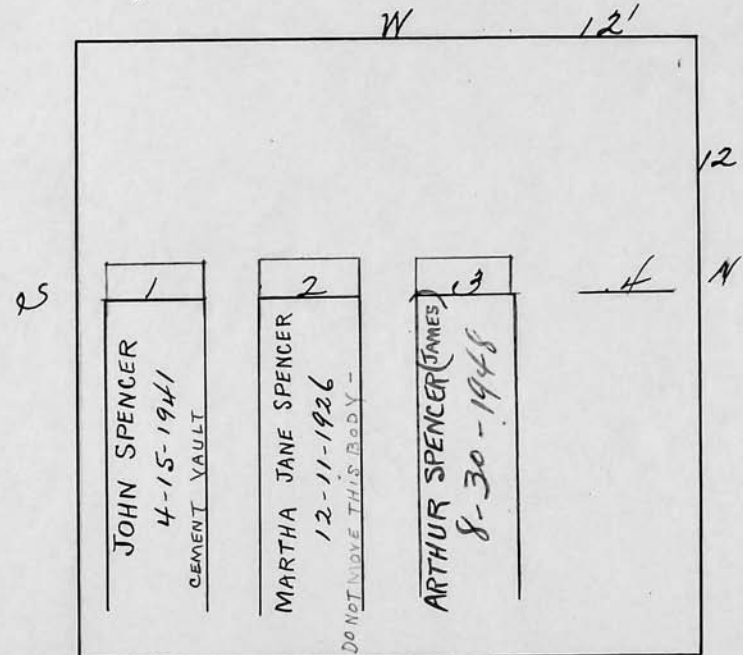 W 12'
12
S
N
1
JOHN SPENCER
4-15-1941
CEMENT VAULT
2
MARTHA JANE SPENCER
12-11-1926
DO NOT MOVE THIS BODY -
3
ARTHUR SPENCER (JAMES)
8-30-1948
4